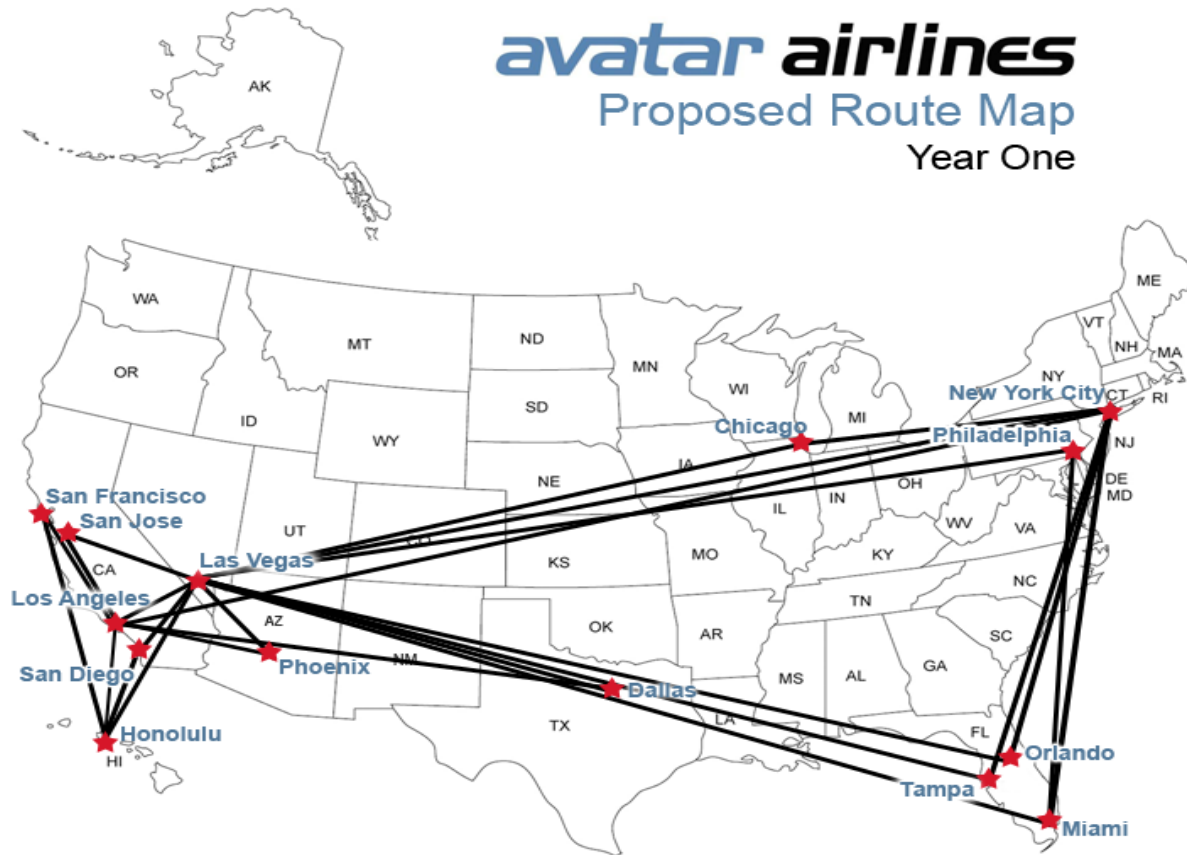 avatar airlines
Proposed Route Map
Year One
AK
WA
ME
MT
ND
VT
NH
MN
OR
MA
WI
NY
ID
SD
New York City
CT
RI
WY
MI
Chicago
Philadelphia
NJ
IA
NE
OH
DE
MD
San Francisco
IN
IL
San Jose
UT
WV
VA
CO
Las Vegas
KS
MO
KY
CA
NC
Los Angeles
TN
AZ
OK
AR
SC
NM
Phoenix
GA
San Diego
MS
AL
Dallas
LA
TX
FL
Honolulu
HI
Orlando
Tampa
Miami